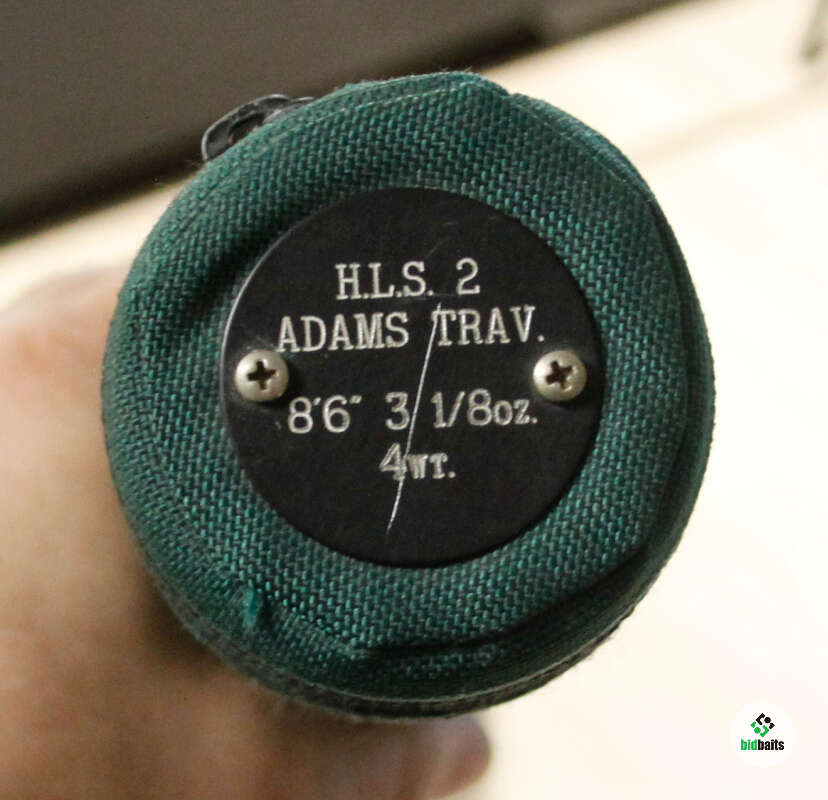 H.L.S. 2
ADAMS TRAV.
8'6" 3 1/8oz.
4WT.
bidbaits